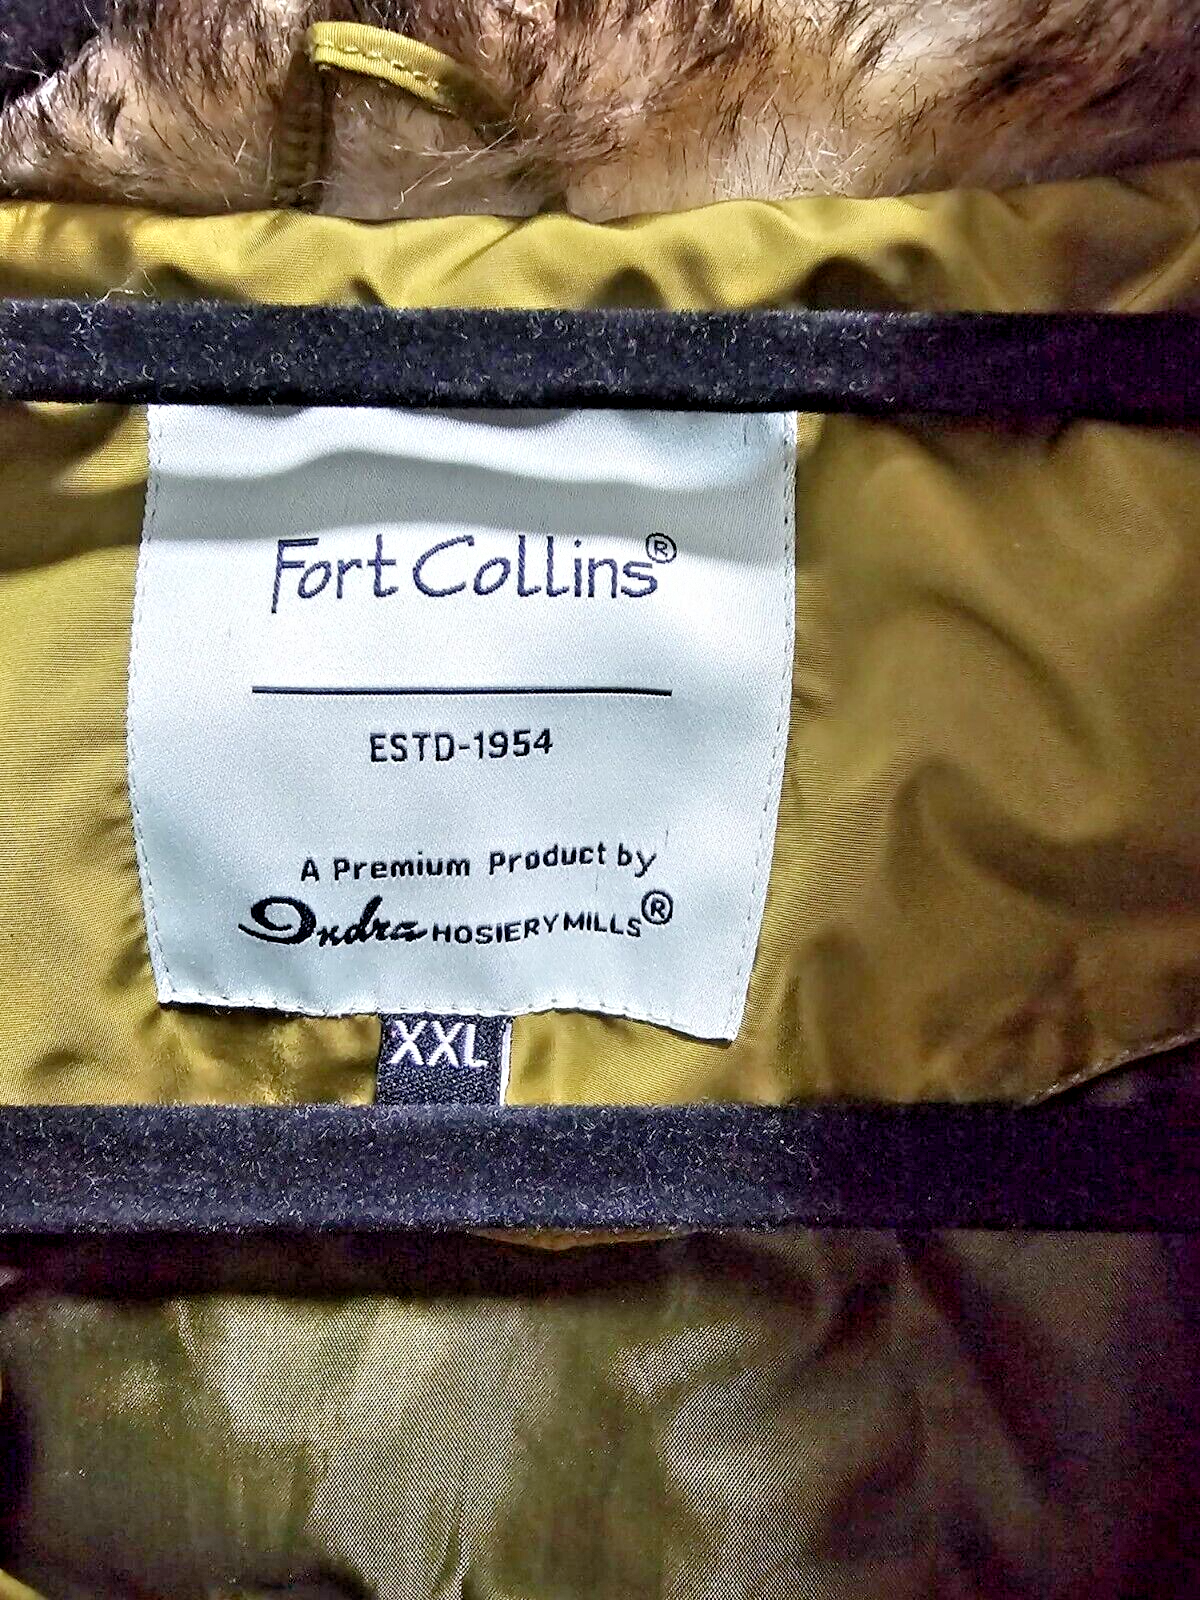 Fort Collins®
ESTD-1954
A Premium Product by
Indra HOSIERY MILLS®
XXL